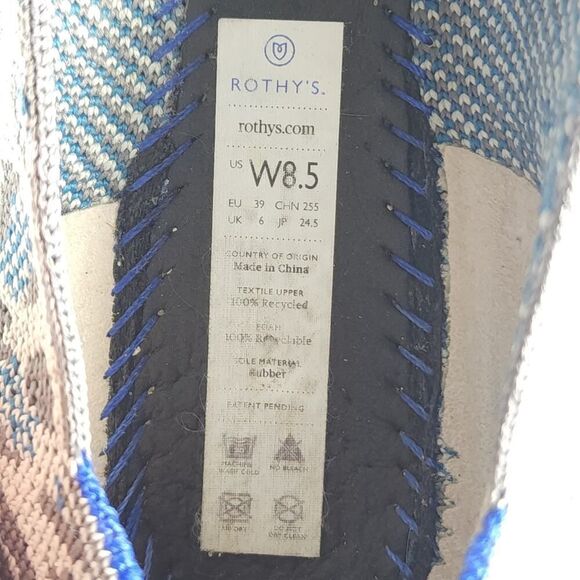 ROTHY'S.
rothys.com
US W8.5
EU 39 CHN 255
UK 6 JP 24.5
COUNTRY OF ORIGIN
Made in China
TEXTILE UPPER
100% Recycled
FOAM
100% Recyclable
SOLE MATERIAL
Rubber
PATENT PENDING
MACHINE WASH COLD
NO BLEACH
AIR DRY
DO NOT DRY CLEAN